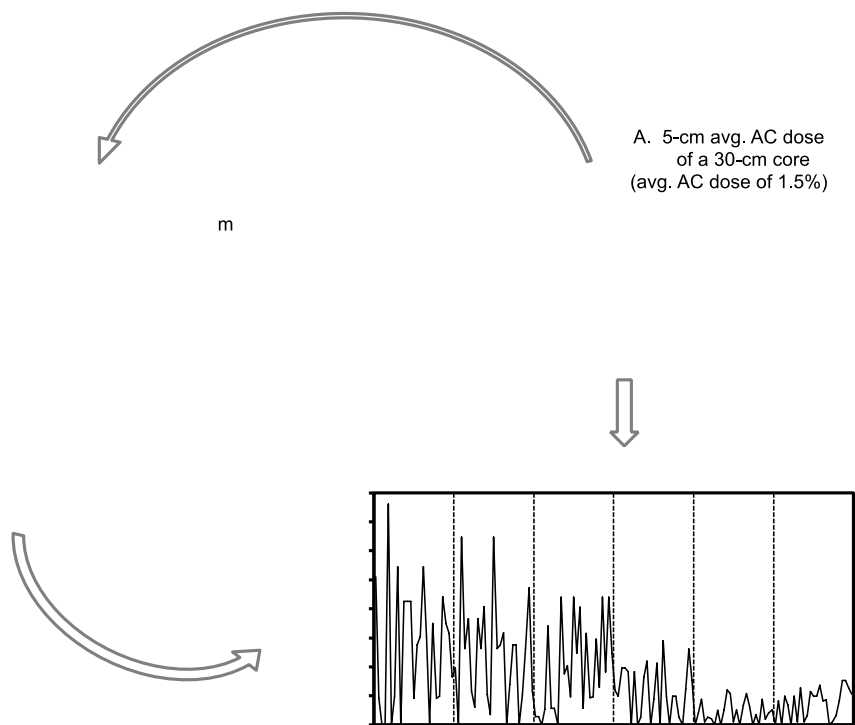 A. 5-cm avg. AC dose
of a 30-cm core
(avg. AC dose of 1.5%)
m